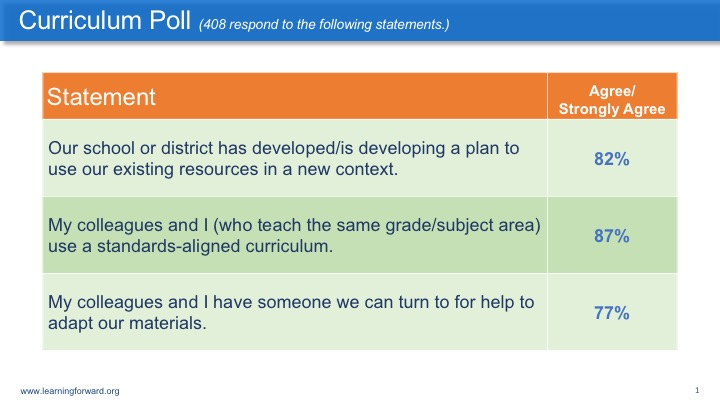 Curriculum Poll (408 respond to the following statements.)
Statement
Agree/
Strongly Agree
Our school or district has developed/is developing a plan to
use our existing resources in a new context.
82%
My colleagues and I (who teach the same grade/subject area)
use a standards-aligned curriculum.
87%
My colleagues and I have someone we can turn to for help to
adapt our materials.
77%
www.learningforward.org
1